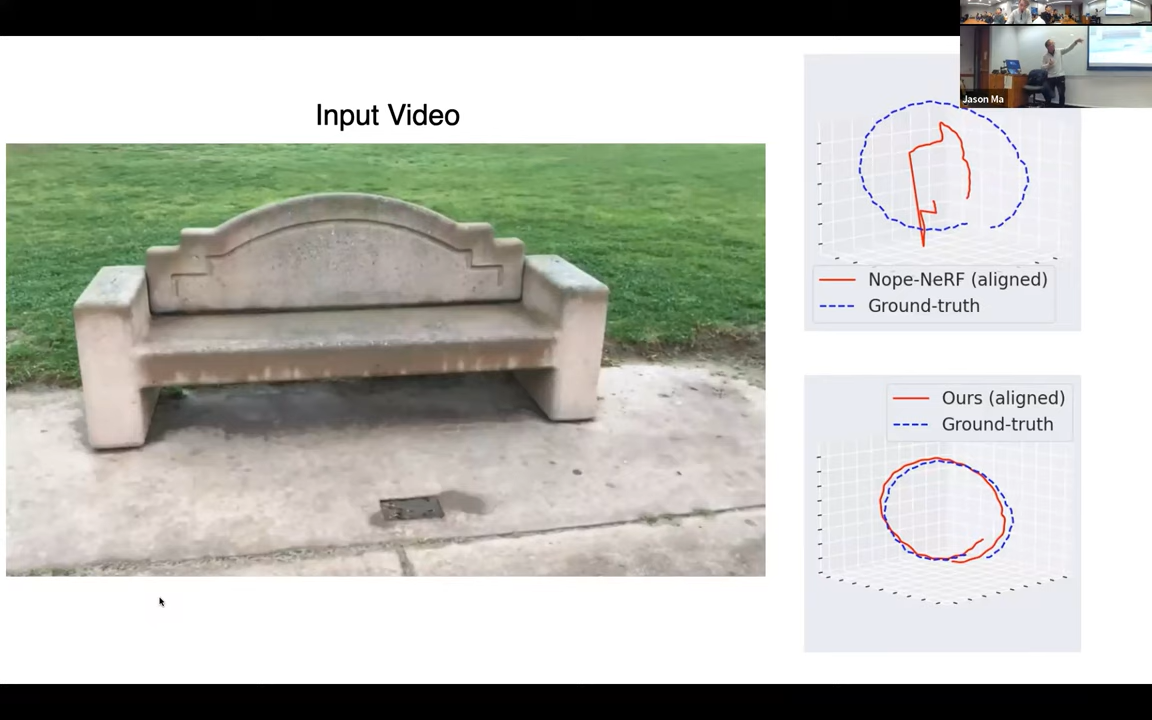 Input Video
Jason Ma
Nope-NeRF (aligned)
Ground-truth
Ours (aligned)
Ground-truth